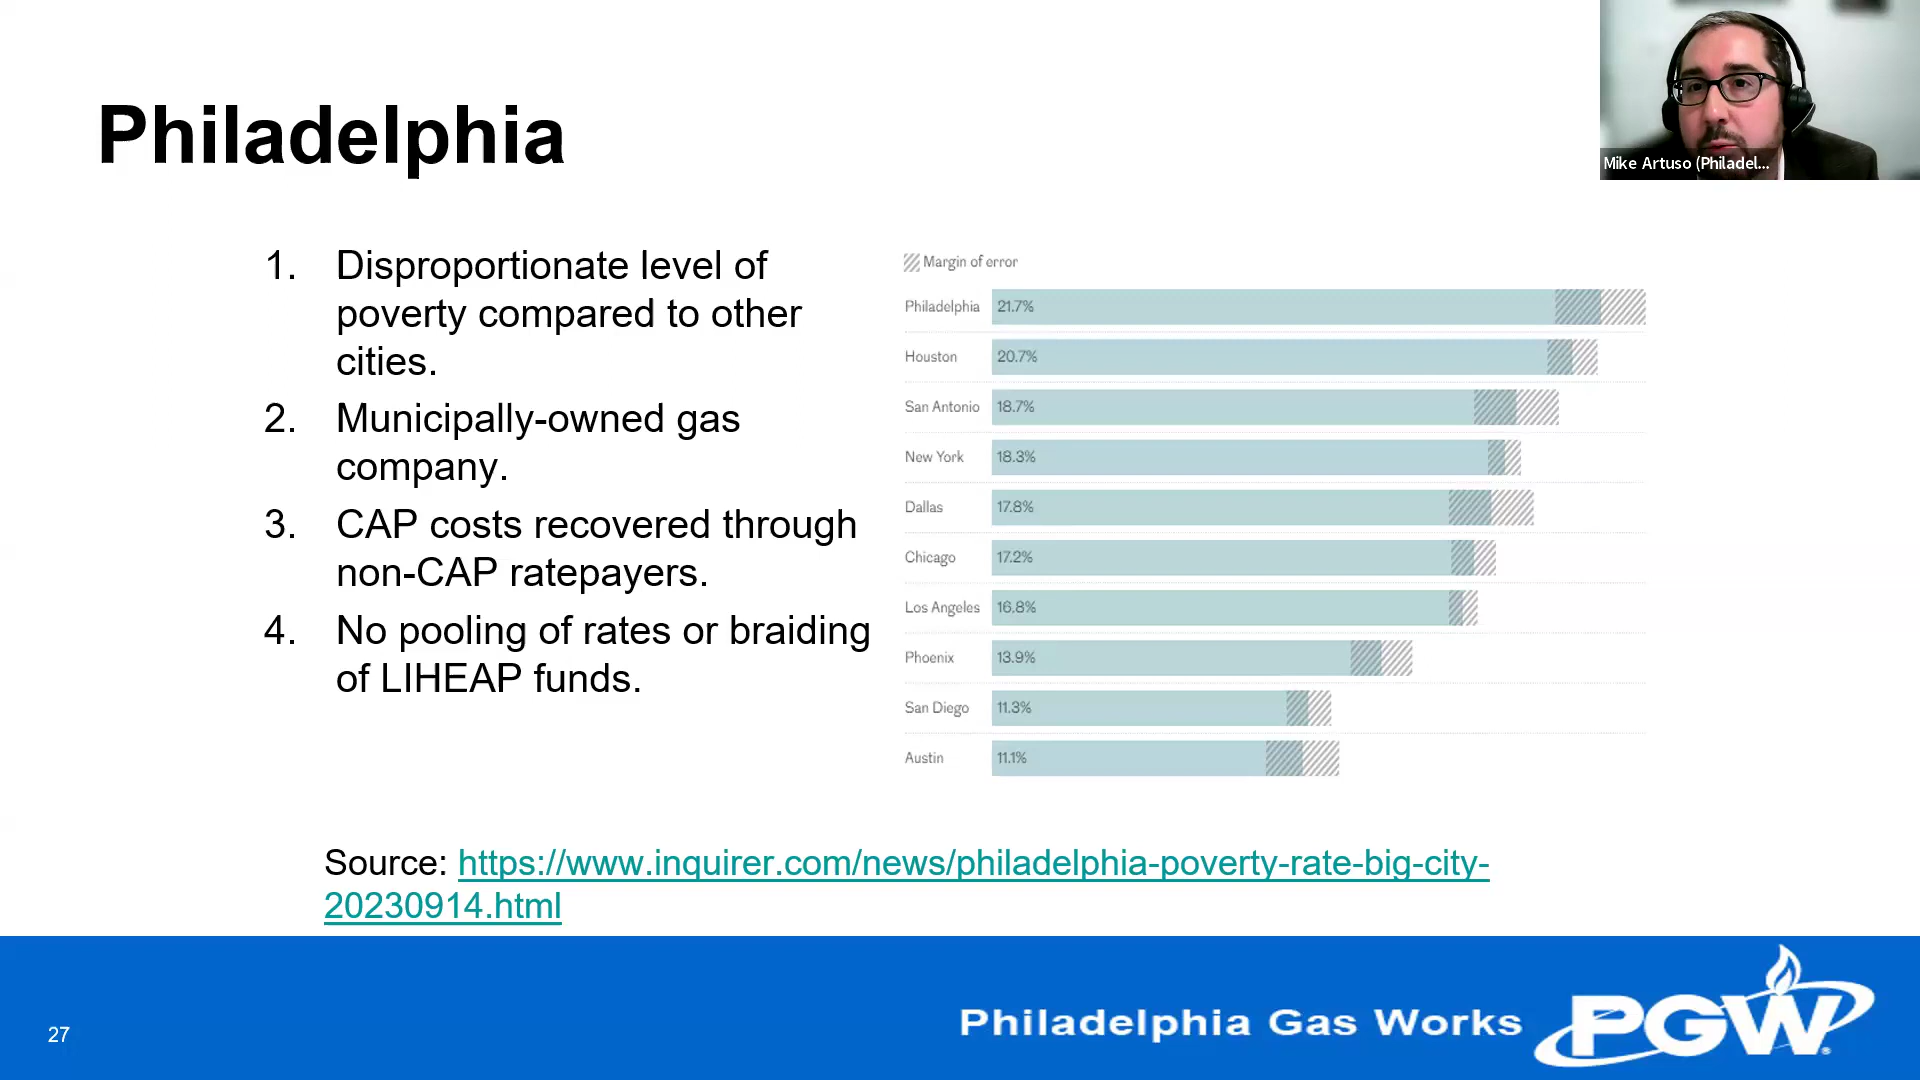 Philadelphia
Mike Artuso (Philadel...
1. Disproportionate level of
poverty compared to other
cities.
2. Municipally-owned gas
company.
3. CAP costs recovered through
non-CAP ratepayers.
4. No pooling of rates or braiding
of LIHEAP funds.
Margin of error
Philadelphia 21.7%
Houston 20.7%
San Antonio 18.7%
New York 18.3%
Dallas 17.8%
Chicago 17.2%
Los Angeles 16.8%
Phoenix 13.9%
San Diego 11.3%
Austin 11.1%
Source: https://www.inquirer.com/news/philadelphia-poverty-rate-big-city-
20230914.html
27
Philadelphia Gas Works
PGW®